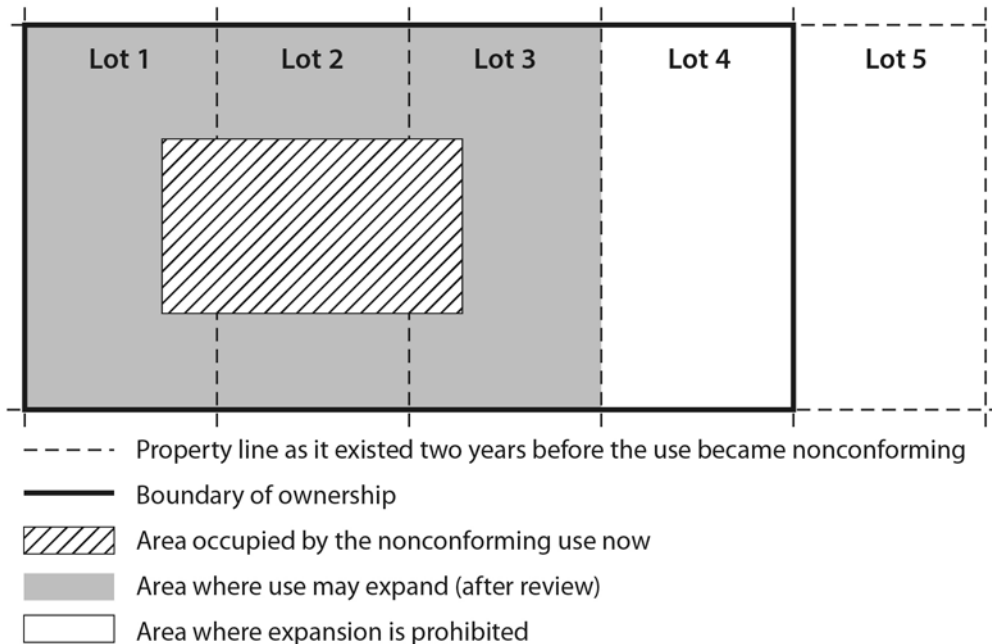 Lot 1 Lot 2 Lot 3 Lot 4 Lot 5
Property line as it existed two years before the use became nonconforming
Boundary of ownership
Area occupied by the nonconforming use now
Area where use may expand (after review)
Area where expansion is prohibited